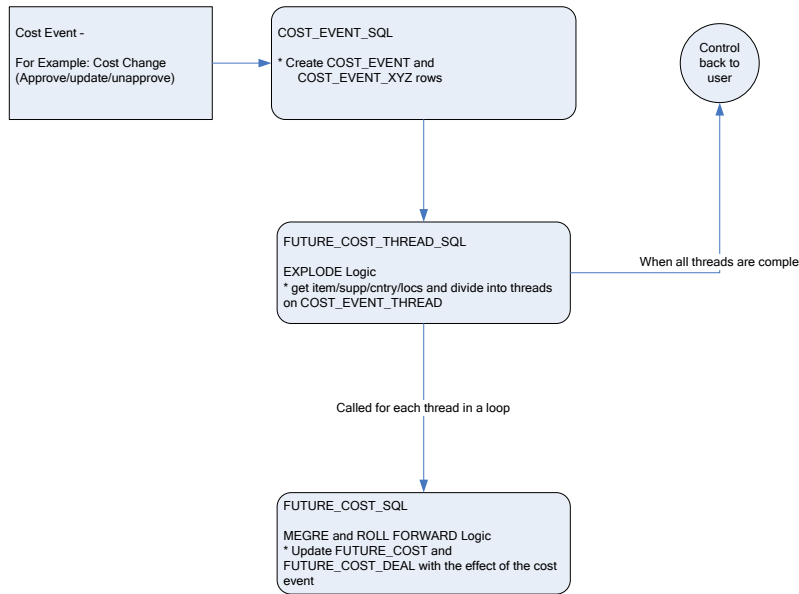 Cost Event -
For Example: Cost Change
(Approve/update/unapprove)
COST_EVENT_SQL
* Create COST_EVENT and
COST_EVENT_XYZ rows
Control
back to
user
FUTURE_COST_THREAD_SQL
EXPLODE Logic
* get item/supp/cntry/locs and divide into threads
on COST_EVENT_THREAD
When all threads are comple
Called for each thread in a loop
FUTURE_COST_SQL
MEGRE and ROLL FORWARD Logic
* Update FUTURE_COST and
FUTURE_COST_DEAL with the effect of the cost
event